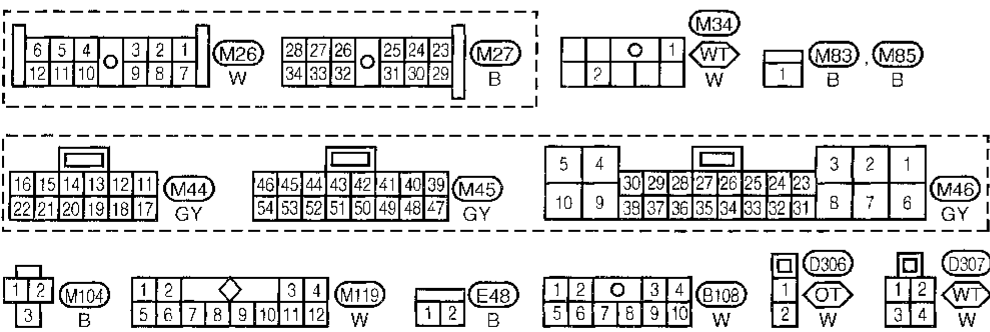 6 5 4 3 2 1 M26
12 11 10 9 8 7 W
28 27 26 25 24 23 M27
34 33 32 31 30 29 B
M34
1 WT
2 W
M83 , M85
1 B B
16 15 14 13 12 11 M44
22 21 20 19 18 17 GY
46 45 44 43 42 41 40 39 M45
54 53 52 51 50 49 48 47 GY
5 4 3 2 1
30 29 28 27 26 25 24 23 M46
10 9 38 37 36 35 34 33 32 31 8 7 6 GY
1 2 M104
3 B
1 2 3 4 M119
5 6 7 8 9 10 11 12 W
E48
1 2 B
1 2 3 4 B108
5 6 7 8 9 10 W
D306
1 OT
2 W
D307
1 2 WT
3 4 W